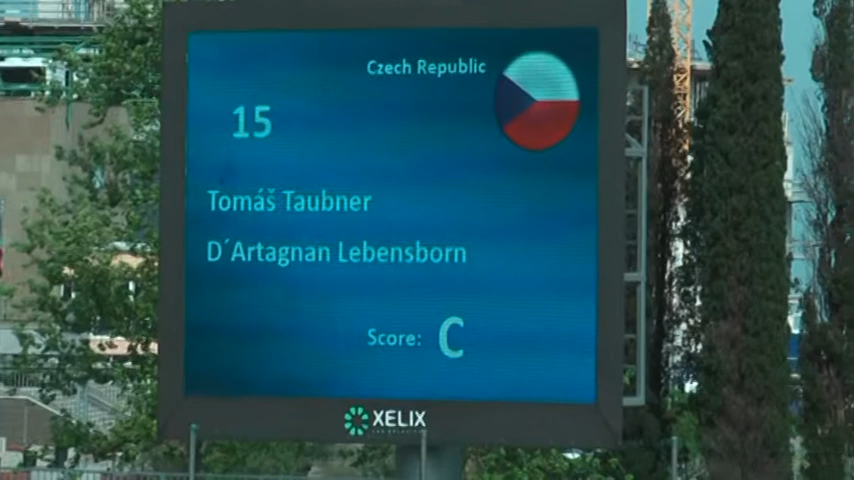 Czech Republic
15
Tomáš Taubner
D´Artagnan Lebensborn
Score: C
XELIX